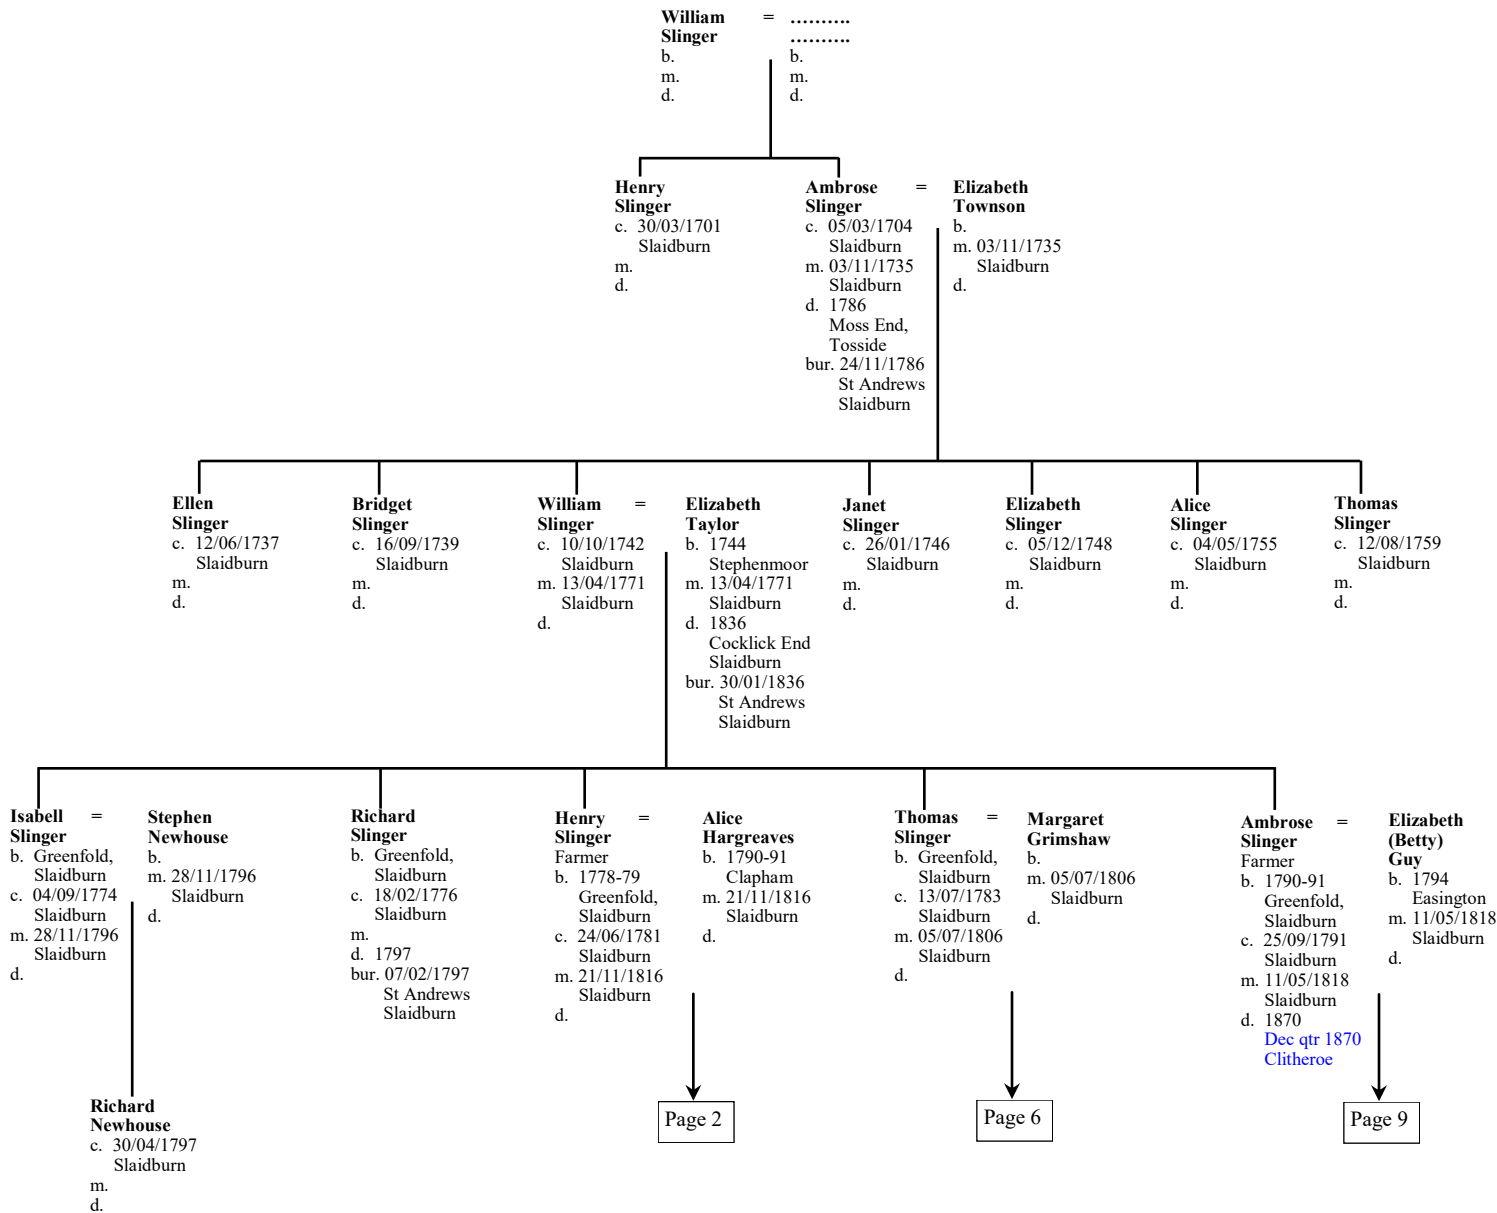 William = ..........
Slinger ..........
b. b.
m. m.
d. d.
Henry
Slinger
c. 30/03/1701
Slaidburn
m.
d.
Ambrose =
Slinger
c. 05/03/1704
Slaidburn
m. 03/11/1735
Slaidburn
d. 1786
Moss End,
Tosside
bur. 24/11/1786
St Andrews
Slaidburn
Elizabeth
Townson
b.
m. 03/11/1735
Slaidburn
d.
Ellen
Slinger
c. 12/06/1737
Slaidburn
m.
d.
Bridget
Slinger
c. 16/09/1739
Slaidburn
m.
d.
William =
Slinger
c. 10/10/1742
Slaidburn
m. 13/04/1771
Slaidburn
d.
Elizabeth
Taylor
b. 1744
Stephenmoor
m. 13/04/1771
Slaidburn
d. 1836
Cocklick End
Slaidburn
bur. 30/01/1836
St Andrews
Slaidburn
Janet
Slinger
c. 26/01/1746
Slaidburn
m.
d.
Elizabeth
Slinger
c. 05/12/1748
Slaidburn
m.
d.
Alice
Slinger
c. 04/05/1755
Slaidburn
m.
d.
Thomas
Slinger
c. 12/08/1759
Slaidburn
m.
d.
Isabell =
Slinger
b. Greenfold,
Slaidburn
c. 04/09/1774
Slaidburn
m. 28/11/1796
Slaidburn
d.
Stephen
Newhouse
b.
m. 28/11/1796
Slaidburn
d.
Richard
Slinger
b. Greenfold,
Slaidburn
c. 18/02/1776
Slaidburn
m.
d. 1797
bur. 07/02/1797
St Andrews
Slaidburn
Henry =
Slinger
Farmer
b. 1778-79
Greenfold,
Slaidburn
c. 24/06/1781
Slaidburn
m. 21/11/1816
Slaidburn
d.
Alice
Hargreaves
b. 1790-91
Clapham
m. 21/11/1816
Slaidburn
d.
Thomas =
Slinger
b. Greenfold,
Slaidburn
c. 13/07/1783
Slaidburn
m. 05/07/1806
Slaidburn
d.
Margaret
Grimshaw
b.
m. 05/07/1806
Slaidburn
d.
Ambrose =
Slinger
Farmer
b. 1790-91
Greenfold,
Slaidburn
c. 25/09/1791
Slaidburn
m. 11/05/1818
Slaidburn
d. 1870
Dec qtr 1870
Clitheroe
Elizabeth
(Betty)
Guy
b. 1794
Easington
m. 11/05/1818
Slaidburn
d.
Richard
Newhouse
c. 30/04/1797
Slaidburn
m.
d.
Page 2
Page 6
Page 9